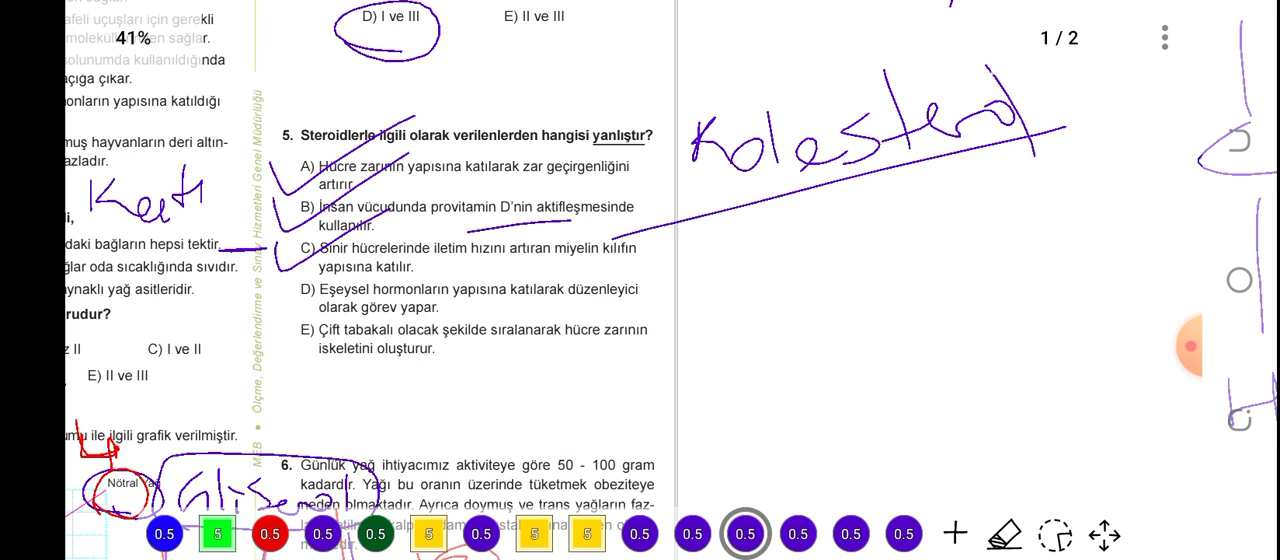 afeli uçuşları için gerekli
41%
solunumda kullanıldığında
açığa çıkar.
onların yapısına katıldığı
muş hayvanların deri altın-
azladır.
Katı
i,
daki bağların hepsi tektir.
ğlar oda sıcaklığında sıvıdır.
aynaklı yağ asitleridir.
rudur?
z II C) I ve II
E) II ve III
umu ile ilgili grafik verilmiştir.
Nötral Yağ
Gliserol
MEB ● Ölçme, Değerlendirme ve Sınav Hizmetleri Genel Müdürlüğü
D) I ve III E) II ve III
5. Steroidlerle ilgili olarak verilenlerden hangisi yanlıştır?
A) Hücre zarının yapısına katılarak zar geçirgenliğini
artırır.
B) İnsan vücudunda provitamin D'nin aktifleşmesinde
kullanılır.
C) Sinir hücrelerinde iletim hızını artıran miyelin kılıfın
yapısına katılır.
D) Eşeysel hormonların yapısına katılarak düzenleyici
olarak görev yapar.
E) Çift tabakalı olacak şekilde sıralanarak hücre zarının
iskeletini oluşturur.
6. Günlük yağ ihtiyacımız aktiviteye göre 50 - 100 gram
kadardır. Yağı bu oranın üzerinde tüketmek obeziteye
neden olmaktadır. Ayrıca doymuş ve trans yağların faz-
1 / 2
Kolesterol
0.5 5 0.5 0.5 0.5 5 0.5 5 5 0.5 0.5 0.5 0.5 0.5 0.5